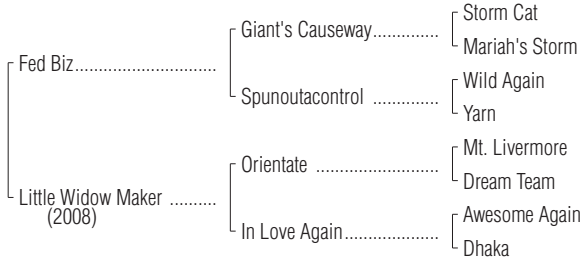 Storm Cat
Giant's Causeway..............
Mariah's Storm
Fed Biz..............................
Wild Again
Spunoutacontrol ..............
Yarn
Mt. Livermore
Orientate ..........................
Dream Team
Little Widow Maker ..........
(2008)
Awesome Again
In Love Again....................
Dhaka